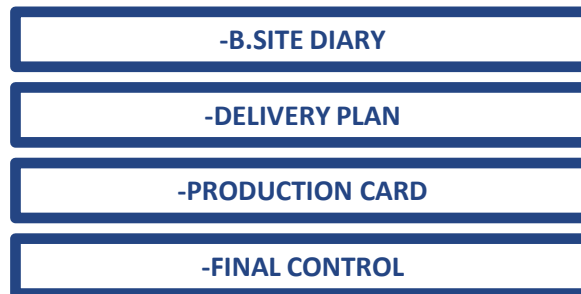 -B.SITE DIARY
-DELIVERY PLAN
-PRODUCTION CARD
-FINAL CONTROL